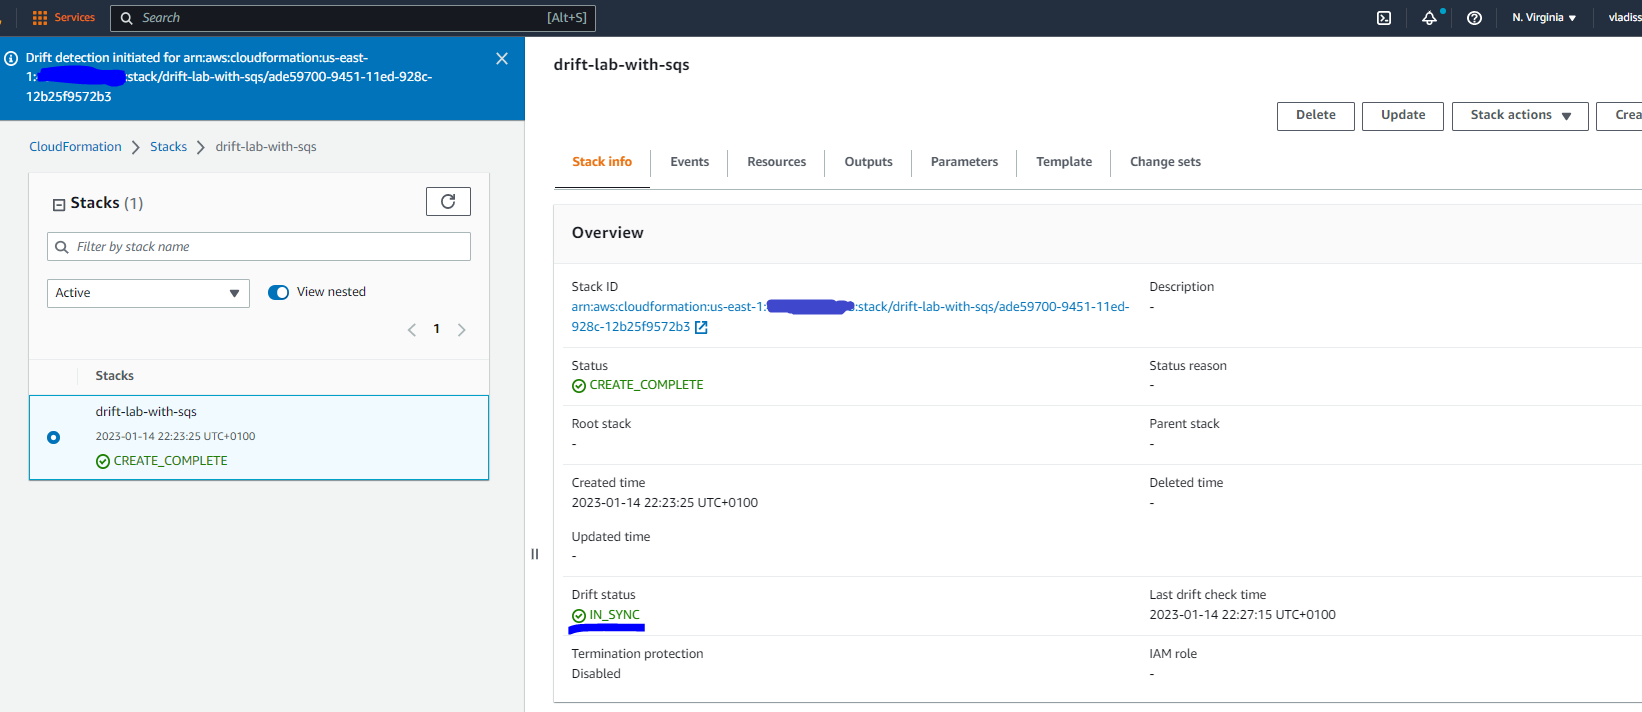 Services
Search
[Alt+S]
N. Virginia
vladiss
Drift detection initiated for arn:aws:cloudformation:us-east-
1: :stack/drift-lab-with-sqs/ade59700-9451-11ed-928c-
12b25f9572b3
CloudFormation
Stacks
drift-lab-with-sqs
Stacks (1)
Filter by stack name
Active
View nested
1
Stacks
drift-lab-with-sqs
2023-01-14 22:23:25 UTC+0100
CREATE_COMPLETE
drift-lab-with-sqs
Delete
Update
Stack actions
Crea
Stack info
Events
Resources
Outputs
Parameters
Template
Change sets
Overview
Stack ID
arn:aws:cloudformation:us-east-1: :stack/drift-lab-with-sqs/ade59700-9451-11ed-
928c-12b25f9572b3
Description
-
Status
CREATE_COMPLETE
Status reason
-
Root stack
-
Parent stack
-
Created time
2023-01-14 22:23:25 UTC+0100
Deleted time
-
Updated time
-
Drift status
IN_SYNC
Last drift check time
2023-01-14 22:27:15 UTC+0100
Termination protection
Disabled
IAM role
-